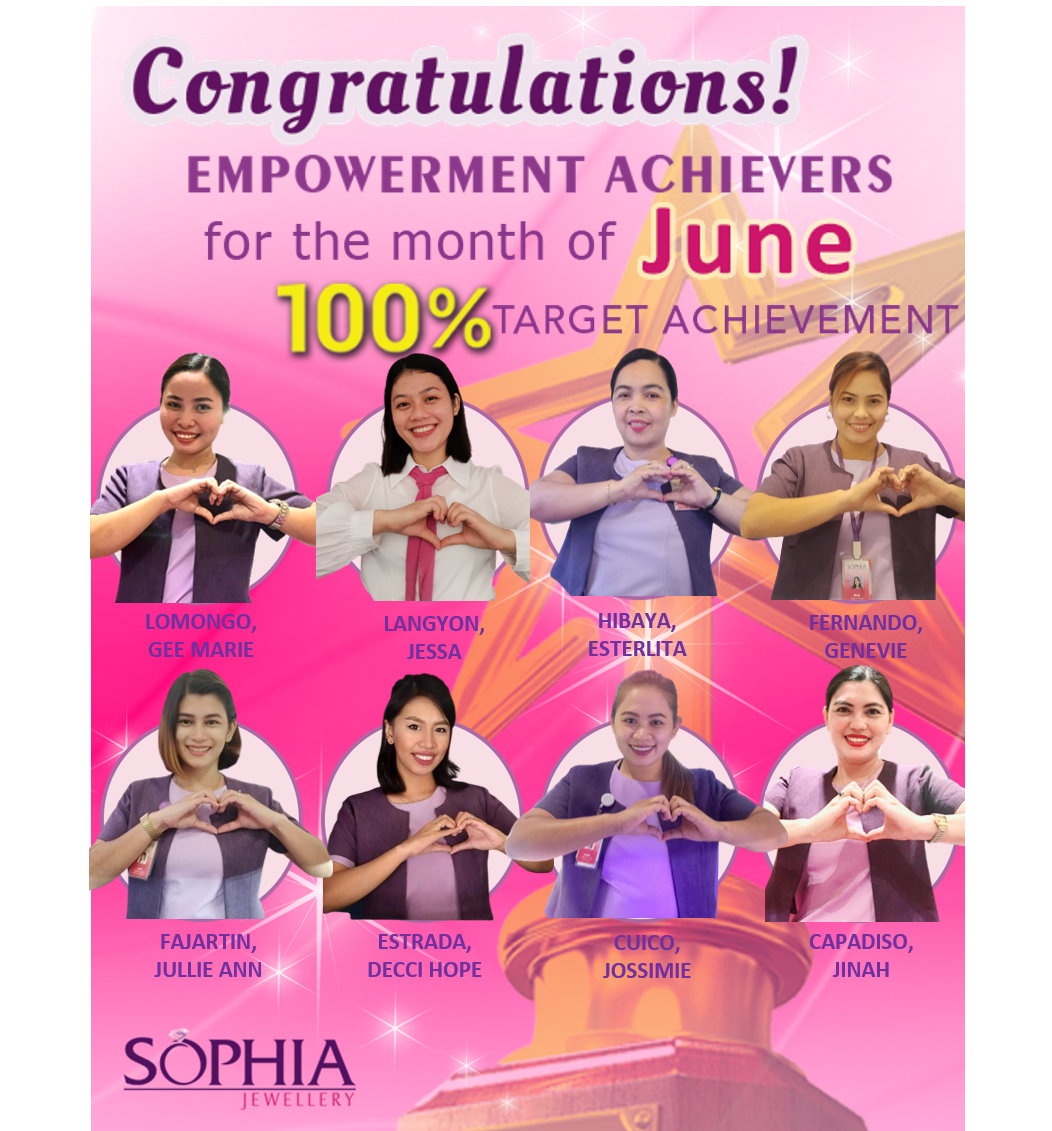 Congratulations!
EMPOWERMENT ACHIEVERS
for the month of June
100% TARGET ACHIEVEMENT
SOPHIA
LOMONGO,
GEE MARIE
LANGYON,
JESSA
HIBAYA,
ESTERLITA
FERNANDO,
GENEVIE
FAJARTIN,
JULLIE ANN
ESTRADA,
DECCI HOPE
CUICO,
JOSSIMIE
CAPADISO,
JINAH
SOPHIA
JEWELLERY